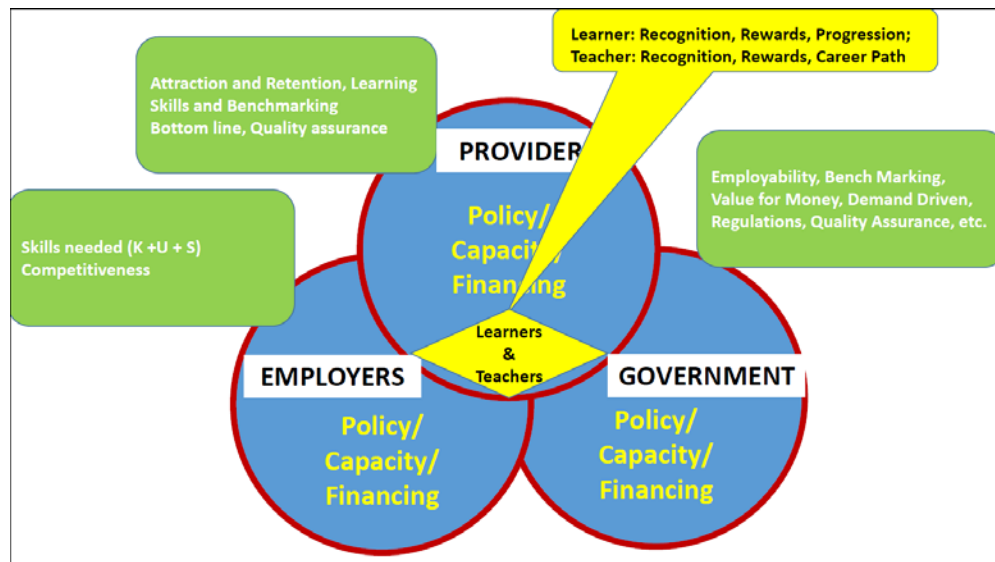 Learner: Recognition, Rewards, Progression;
Teacher: Recognition, Rewards, Career Path
Attraction and Retention, Learning
Skills and Benchmarking
Bottom line, Quality assurance
PROVIDER
Policy/
Capacity/
Financing
Employability, Bench Marking,
Value for Money, Demand Driven,
Regulations, Quality Assurance, etc.
Skills needed (K +U + S)
Competitiveness
Learners
&
Teachers
EMPLOYERS
Policy/
Capacity/
Financing
GOVERNMENT
Policy/
Capacity/
Financing